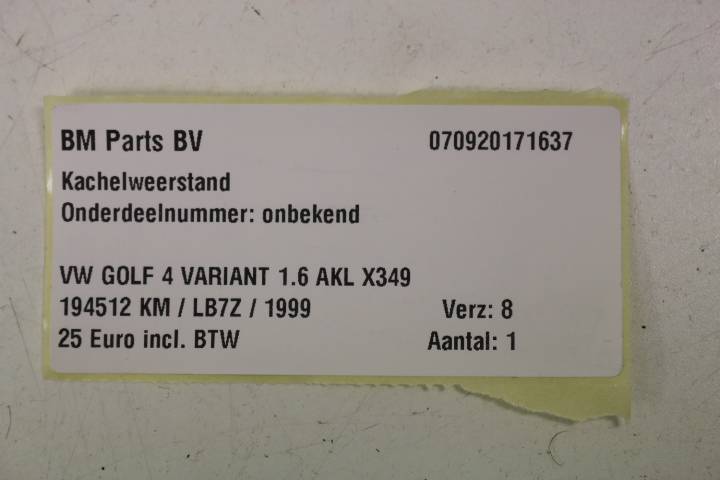 BM Parts BV 070920171637
Kachelweerstand
Onderdeelnummer: onbekend
VW GOLF 4 VARIANT 1.6 AKL X349
194512 KM / LB7Z / 1999 Verz: 8
25 Euro incl. BTW Aantal: 1